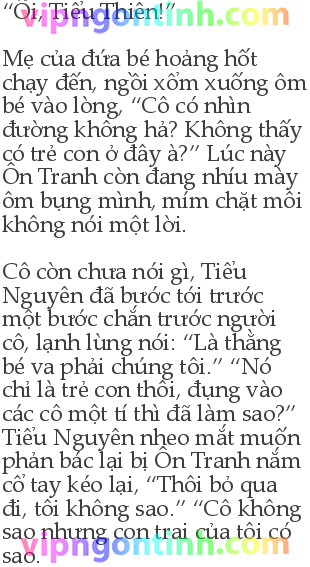 vipngontinh.com
“Ôi, Tiểu Thiên!”
Mẹ của đứa bé hoảng hốt
chạy đến, ngồi xổm xuống ôm
bé vào lòng, “Cô có nhìn
đường không hả? Không thấy
có trẻ con ở đây à?” Lúc này
Ôn Tranh còn đang nhíu mày
ôm bụng mình, mím chặt môi
không nói một lời.
Cô còn chưa nói gì, Tiểu
Nguyên đã bước tới trước
một bước chắn trước người
cô, lạnh lùng nói: “Là thằng
bé va phải chúng tôi.” “Nó
chỉ là trẻ con thôi, đụng vào
các cô một tí thì đã làm sao?”
Tiểu Nguyên nheo mắt muốn
phản bác lại bị Ôn Tranh nắm
cổ tay kéo lại, “Thôi bỏ qua
đi, tôi không sao.” “Cô không
sao nhưng con trai của tôi có
sao.
vipngontinh.com